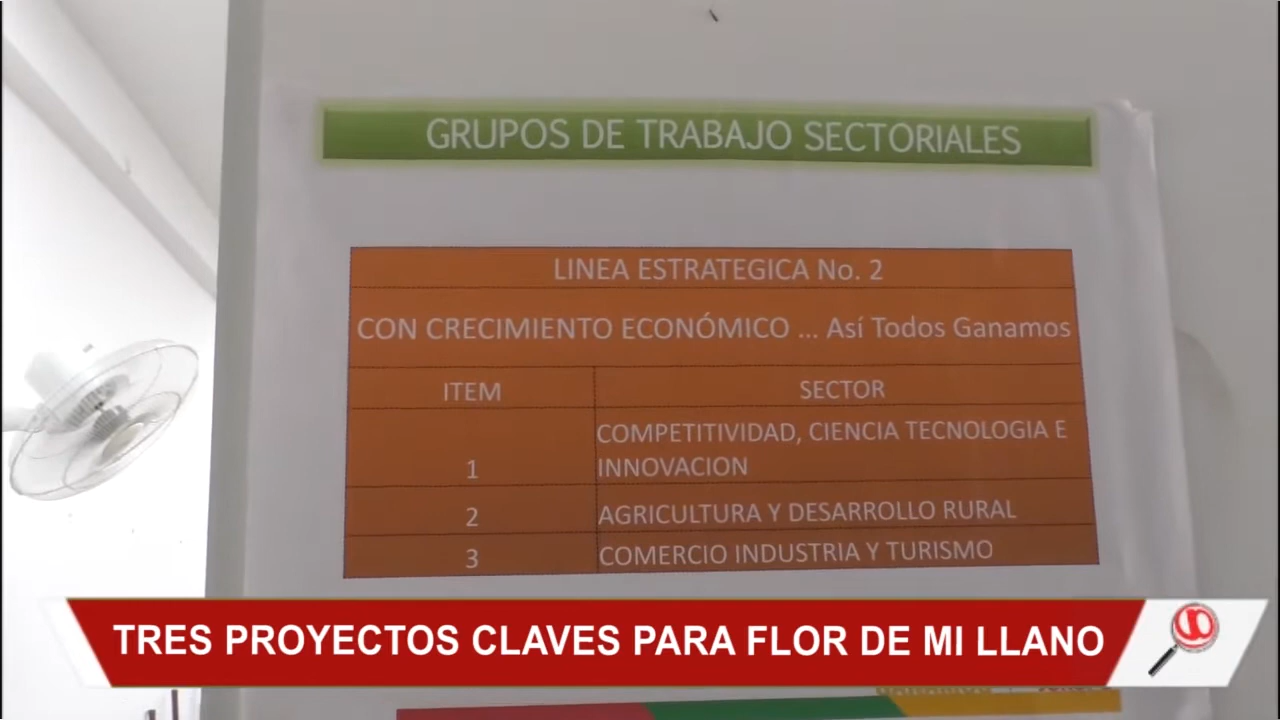 GRUPOS DE TRABAJO SECTORIALES
LINEA ESTRATEGICA No. 2
CON CRECIMIENTO ECONÓMICO ... Así Todos Ganamos
ITEM SECTOR
COMPETITIVIDAD, CIENCIA TECNOLOGIA E
1 INNOVACION
2 AGRICULTURA Y DESARROLLO RURAL
3 COMERCIO INDUSTRIA Y TURISMO
TRES PROYECTOS CLAVES PARA FLOR DE MI LLANO